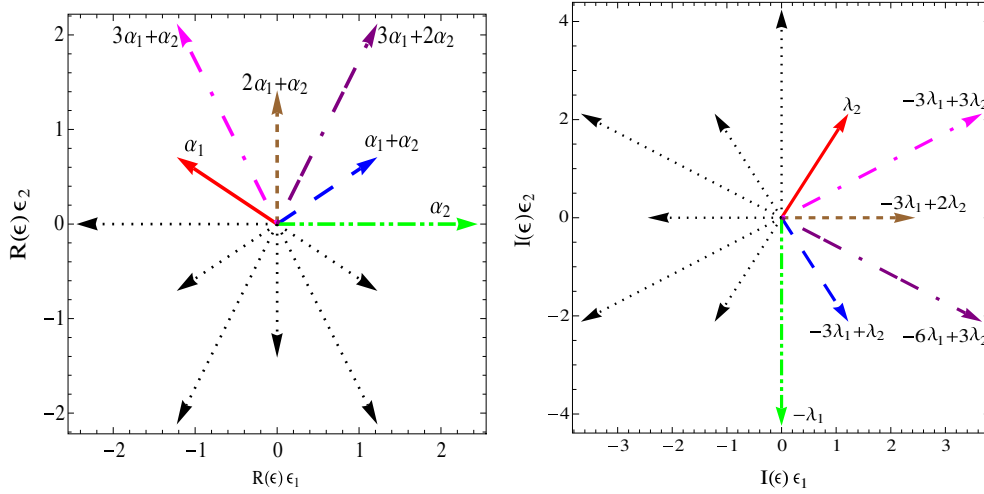 3α₁+α₂
3α₁+2α₂
2α₁+α₂
α₁
α₁+α₂
α₂
2
1
0
−1
−2
−2
−1
0
1
2
R(ϵ) ϵ₂
R(ϵ) ϵ₁
λ₂
−3λ₁+3λ₂
−3λ₁+2λ₂
−3λ₁+λ₂
−6λ₁+3λ₂
−λ₁
4
2
0
−2
−4
−3
−2
−1
0
1
2
3
I(ϵ) ϵ₂
I(ϵ) ϵ₁